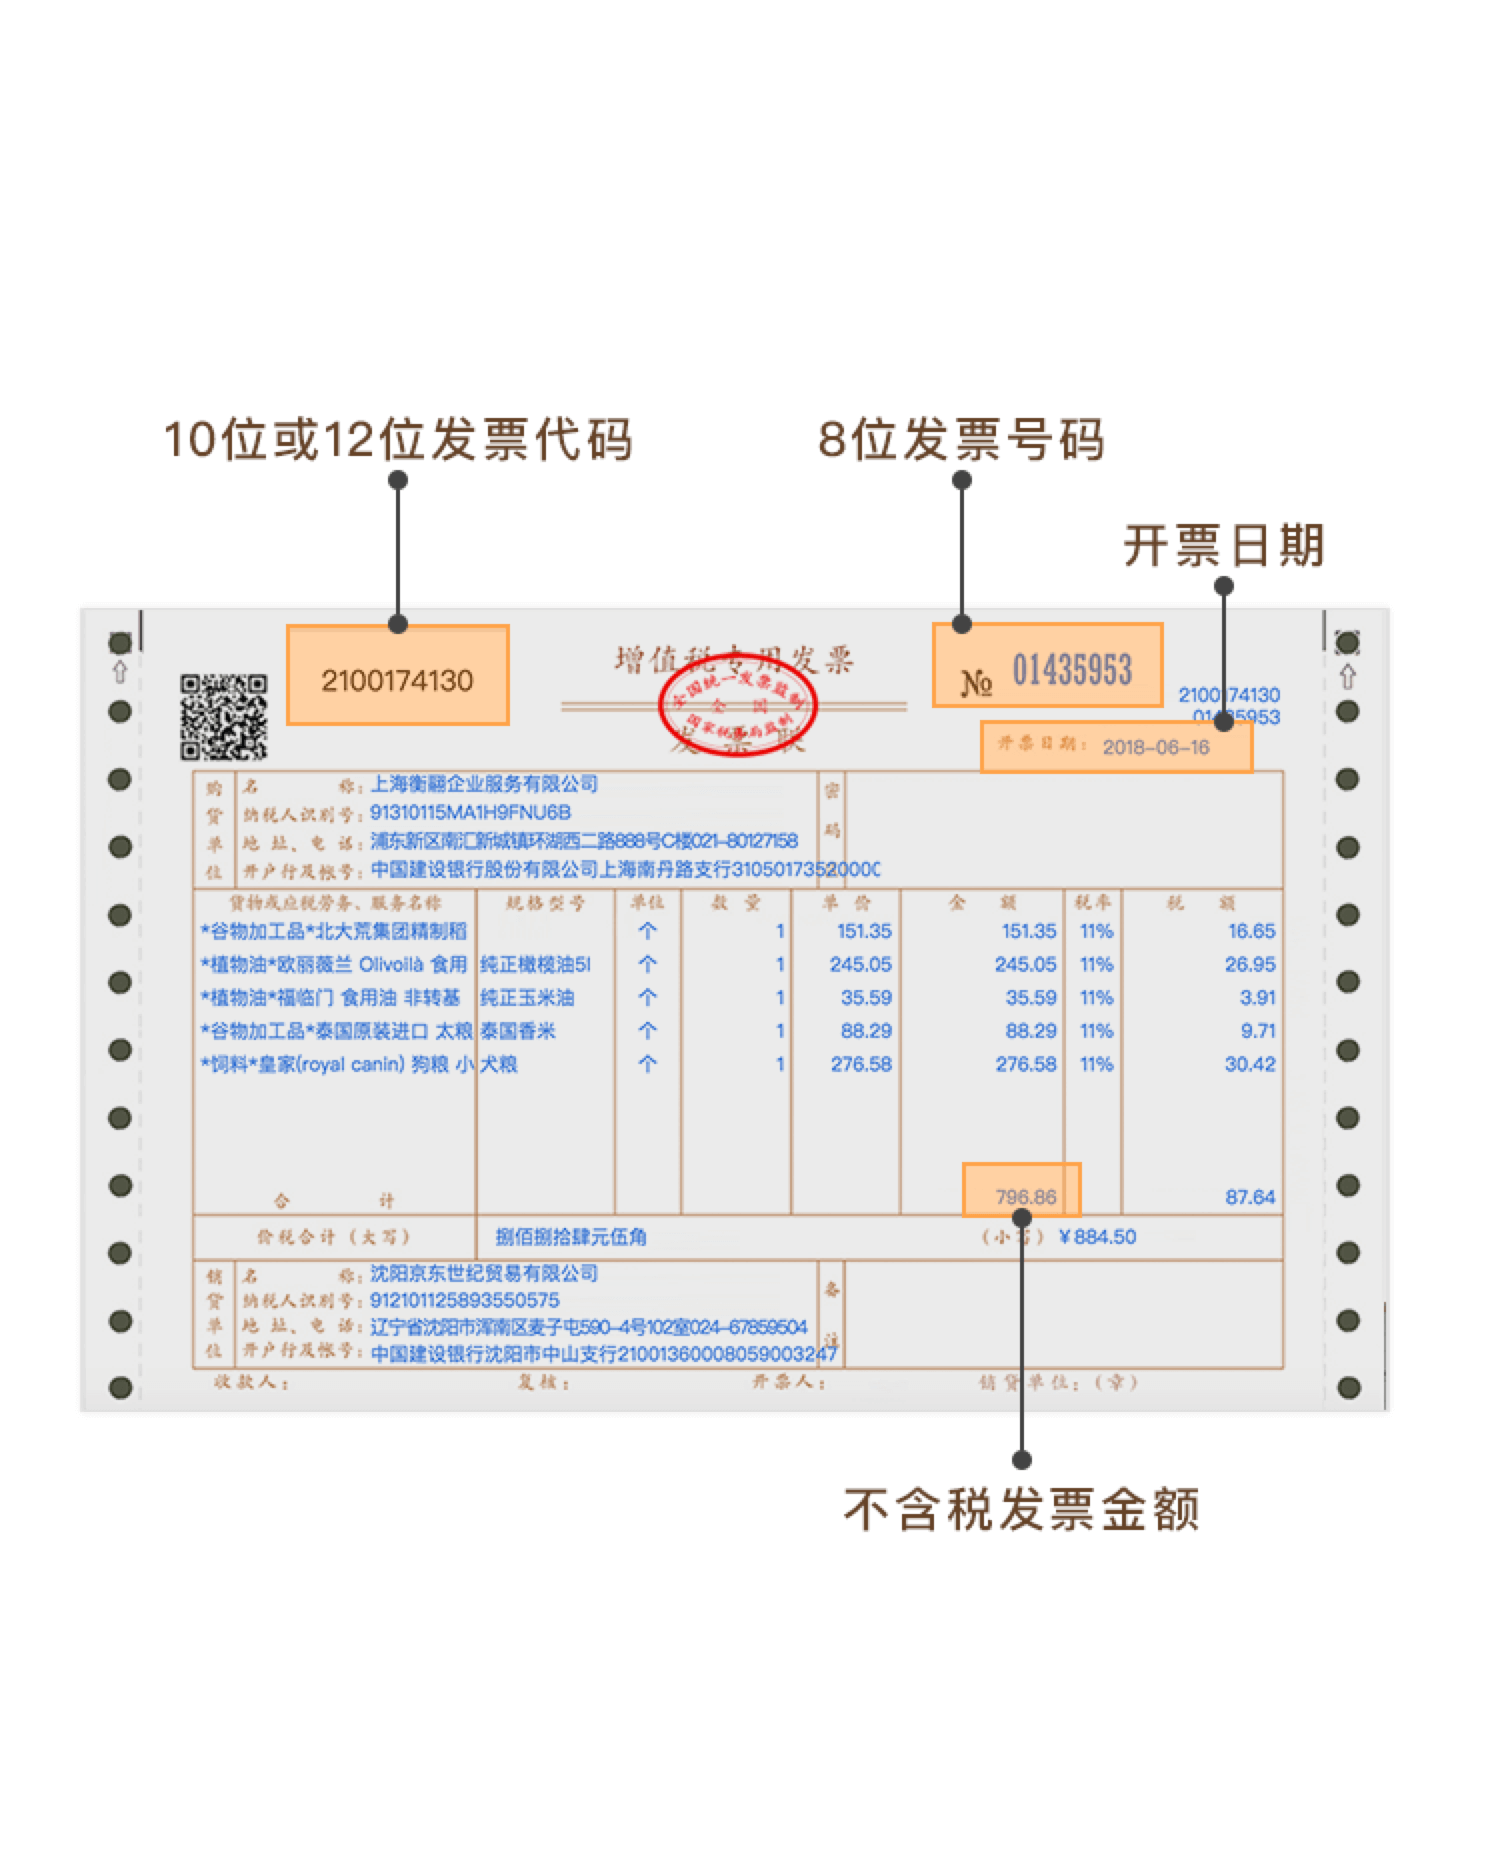 10位或12位发票代码
8位发票号码
开票日期
2100174130
增值税专用发票
全国统一发票监制
全 国
国家税务局监制
发 票 联
№ 01435953
2100174130
01435953
开票日期: 2018-06-16
购货单位
名 称: 上海衡翮企业服务有限公司
纳税人识别号: 91310115MA1H9FNU6B
地 址、电 话: 浦东新区南汇新城镇环湖西二路888号C楼021-80127158
开户行及帐号: 中国建设银行股份有限公司上海南丹路支行3105017352000C
密码
货物或应税劳务、服务名称 规格型号 单位 数 量 单 价 金 额 税率 税 额
*谷物加工品*北大荒集团精制稻 个 1 151.35 151.35 11% 16.65
*植物油*欧丽薇兰 Olivoilà 食用 纯正橄榄油5l 个 1 245.05 245.05 11% 26.95
*植物油*福临门 食用油 非转基 纯正玉米油 个 1 35.59 35.59 11% 3.91
*谷物加工品*泰国原装进口 太粮 泰国香米 个 1 88.29 88.29 11% 9.71
*饲料*皇家(royal canin) 狗粮 小 犬粮 个 1 276.58 276.58 11% 30.42
合 计 796.86 87.64
价税合计 (大写) 捌佰捌拾肆元伍角 (小写) ¥884.50
销货单位
名 称: 沈阳京东世纪贸易有限公司
纳税人识别号: 912101125893550575
地 址、电 话: 辽宁省沈阳市浑南区麦子屯590-4号102室024-67859504
开户行及帐号: 中国建设银行沈阳市中山支行21001360008059003247
备注
收款人: 复核: 开票人: 销货单位: (章)
不含税发票金额